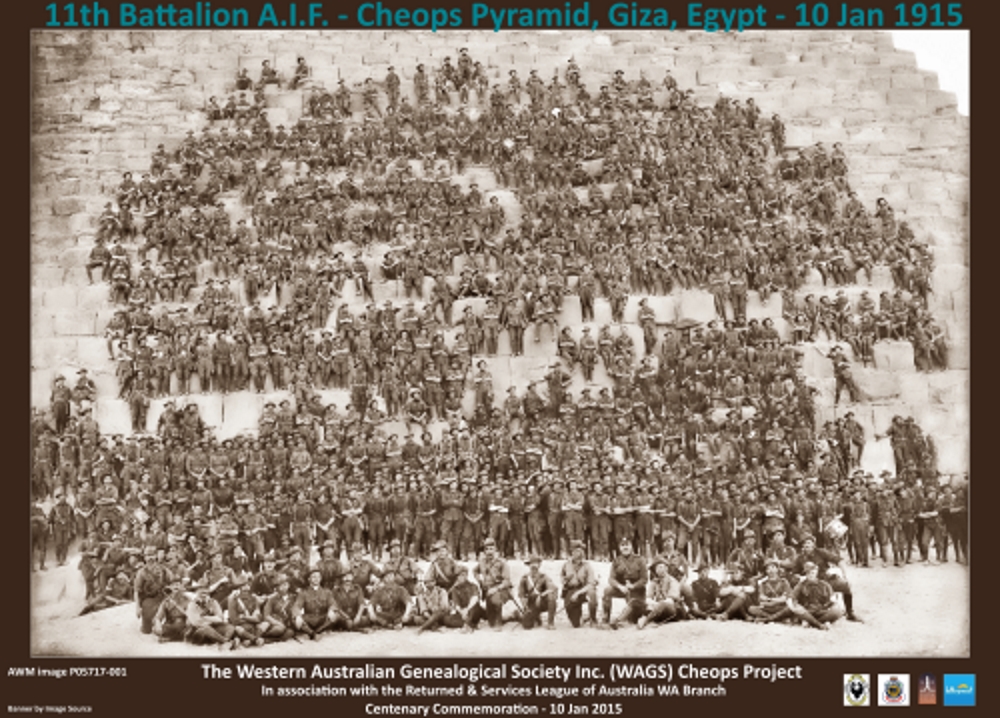 11th Battalion A.I.F. - Cheops Pyramid, Giza, Egypt - 10 Jan 1915
AWM image P05717-001
The Western Australian Genealogical Society Inc. (WAGS) Cheops Project
In association with the Returned & Services League of Australia WA Branch
Centenary Commemoration - 10 Jan 2015
Banner by Image Source